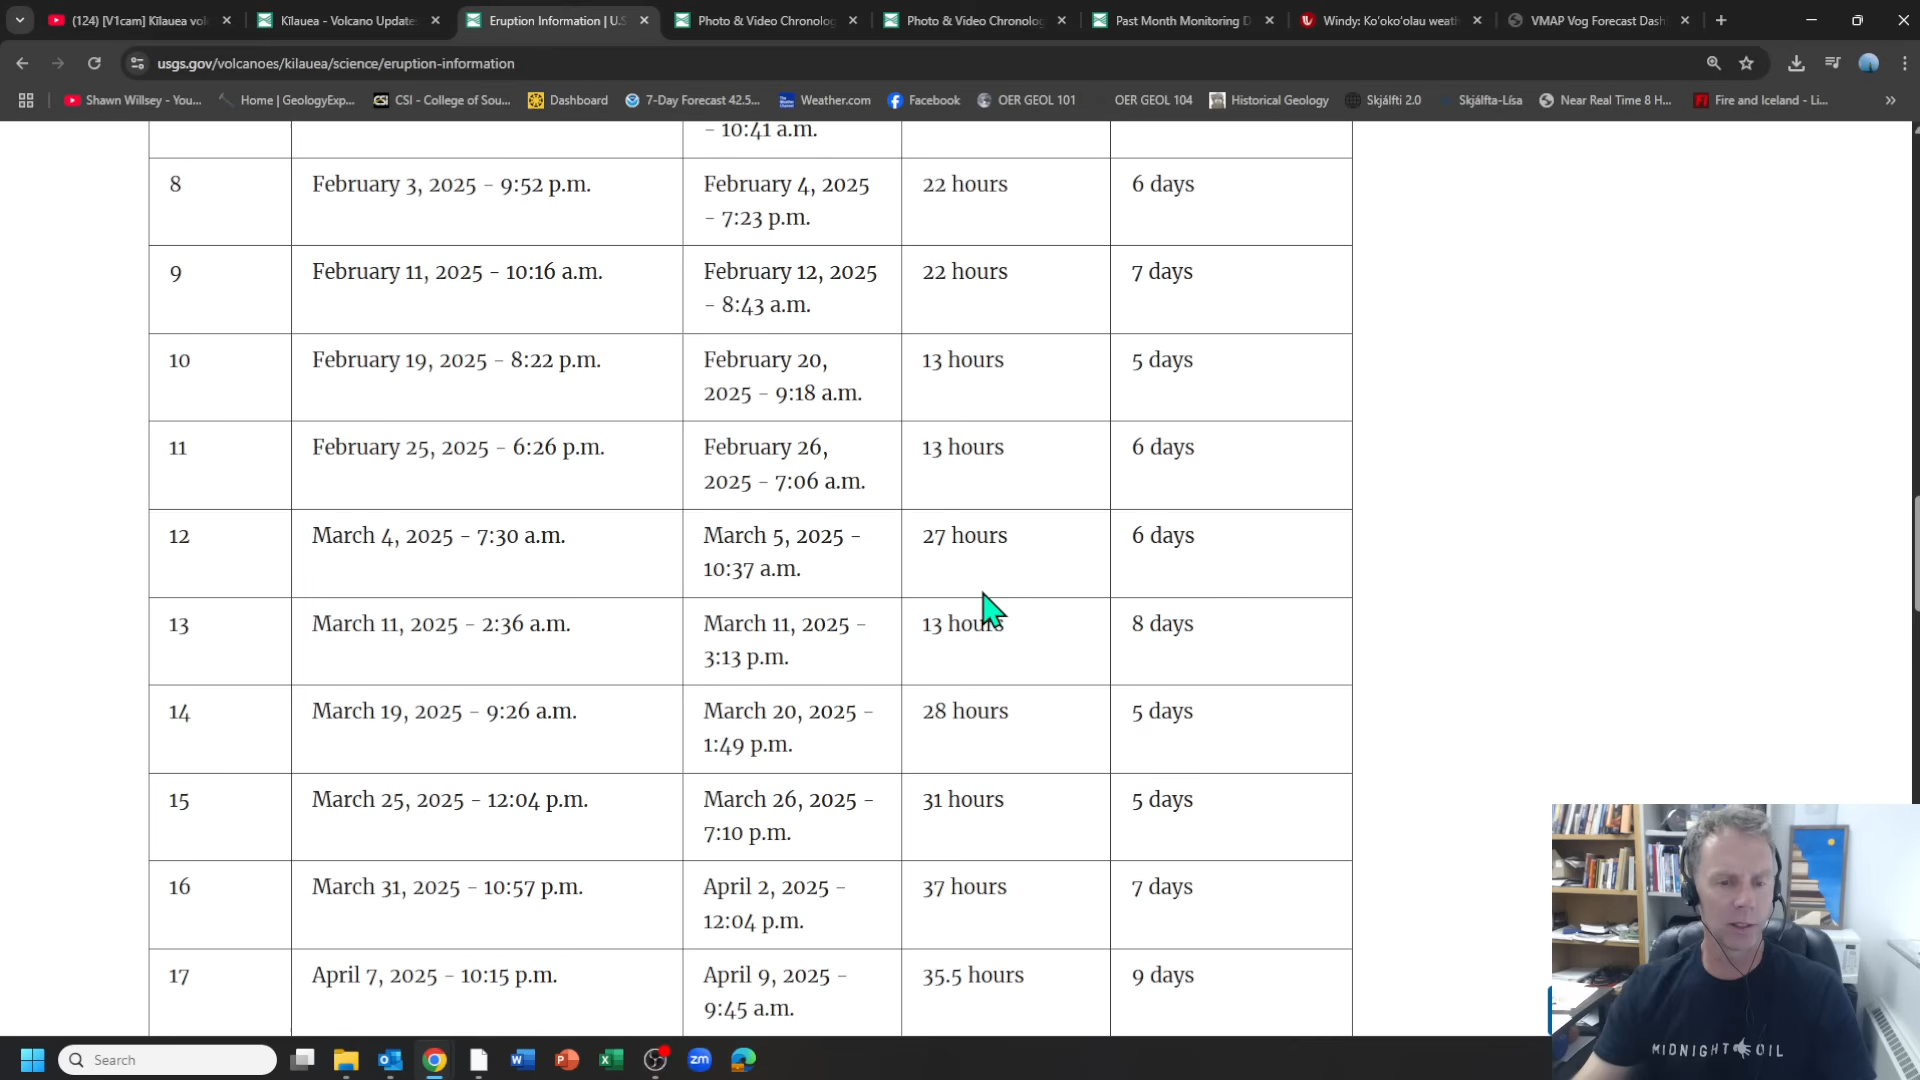 (124) [V1cam] Kīlauea vol
Kīlauea - Volcano Update
Eruption Information | U.S
Photo & Video Chronolog
Photo & Video Chronolog
Past Month Monitoring D
Windy: Ko'oko'olau weath
VMAP Vog Forecast Dash
usgs.gov/volcanoes/kilauea/science/eruption-information
Shawn Willsey - You...
Home | GeologyExp...
CSI - College of Sou...
Dashboard
7-Day Forecast 42.5...
Weather.com
Facebook
OER GEOL 101
OER GEOL 104
Historical Geology
Skjálfti 2.0
Skjálfta-Lísa
Near Real Time 8 H...
Fire and Iceland - Li...
- 10:41 a.m.
8
February 3, 2025 - 9:52 p.m.
February 4, 2025
- 7:23 p.m.
22 hours
6 days
9
February 11, 2025 - 10:16 a.m.
February 12, 2025
- 8:43 a.m.
22 hours
7 days
10
February 19, 2025 - 8:22 p.m.
February 20,
2025 - 9:18 a.m.
13 hours
5 days
11
February 25, 2025 - 6:26 p.m.
February 26,
2025 - 7:06 a.m.
13 hours
6 days
12
March 4, 2025 - 7:30 a.m.
March 5, 2025 -
10:37 a.m.
27 hours
6 days
13
March 11, 2025 - 2:36 a.m.
March 11, 2025 -
3:13 p.m.
13 hours
8 days
14
March 19, 2025 - 9:26 a.m.
March 20, 2025 -
1:49 p.m.
28 hours
5 days
15
March 25, 2025 - 12:04 p.m.
March 26, 2025 -
7:10 p.m.
31 hours
5 days
16
March 31, 2025 - 10:57 p.m.
April 2, 2025 -
12:04 p.m.
37 hours
7 days
17
April 7, 2025 - 10:15 p.m.
April 9, 2025 -
9:45 a.m.
35.5 hours
9 days
MIDNIGHT OIL
Search
zm